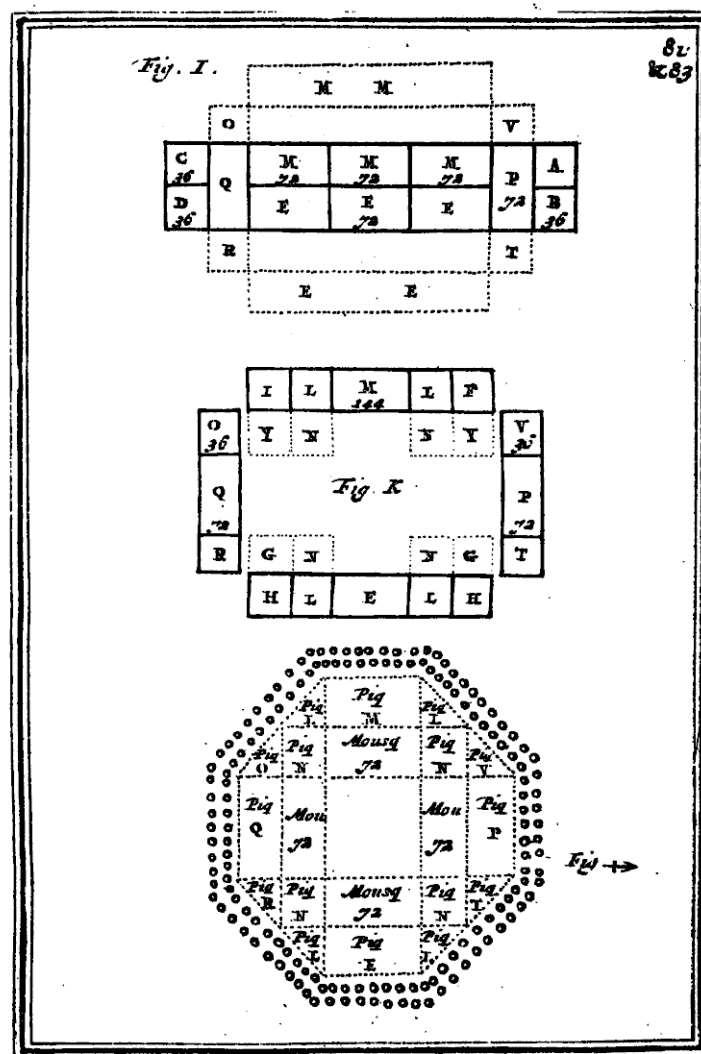 82
Fig. I.
& 83
M M
O V
C M M M A
36 72 72 72
Q P
D E E E B
36 72 72 36
R T
E E
I L M L F
144
O Y N N Y V
36 36
Q Fig K P
72 72
R G N N G T
H L E L H
Piq Piq Piq
L M L
Piq Piq Mousq Piq Piq
O N 72 N V
Piq Mou Mou Piq
Q 72 72 P
Fig
Piq Piq Mousq Piq Piq
R N 72 N T
Piq Piq Piq
L E L